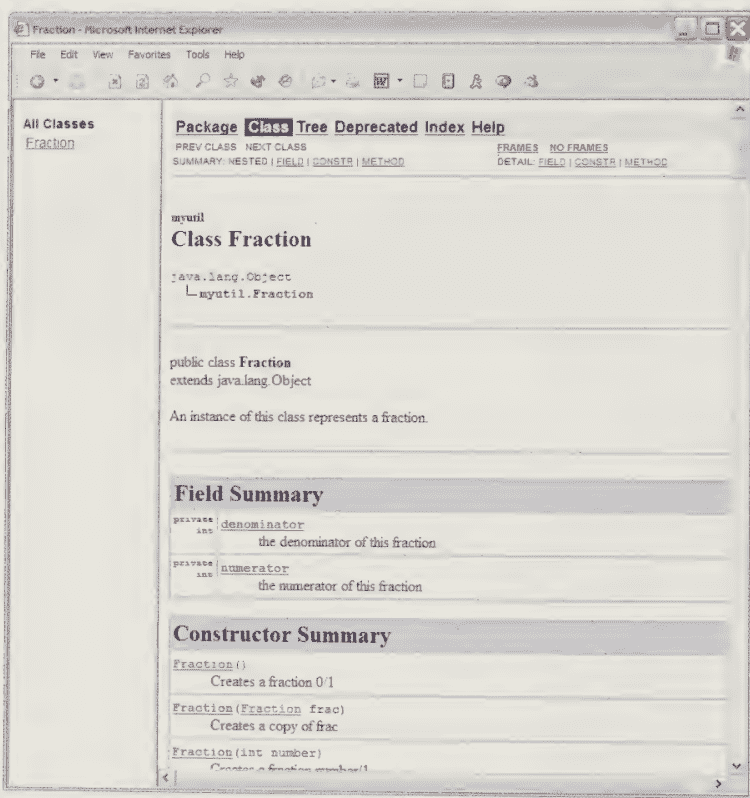 Fraction - Microsoft Internet Explorer
File Edit View Favorites Tools Help
All Classes
Fraction
Package Class Tree Deprecated Index Help
PREV CLASS NEXT CLASS
FRAMES NO FRAMES
SUMMARY: NESTED | FIELD | CONSTR | METHOD
DETAIL: FIELD | CONSTR | METHOD
myutil
Class Fraction
java.lang.Object
myutil.Fraction
public class Fraction
extends java.lang.Object
An instance of this class represents a fraction.
Field Summary
private int denominator
the denominator of this fraction
private int numerator
the numerator of this fraction
Constructor Summary
Fraction()
Creates a fraction 0/1
Fraction(Fraction frac)
Creates a copy of frac
Fraction(int number)
Creates a fraction number/1